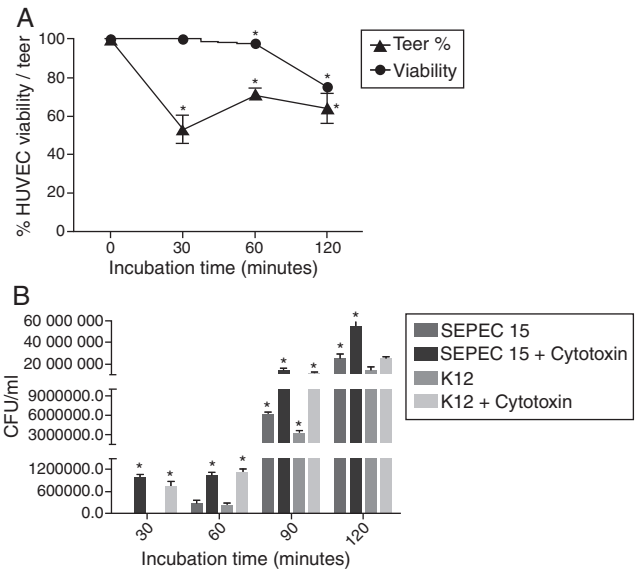 A
100
80
60
40
20
0
% HUVEC viability / teer
* * * * *
Teer %
Viability
0 30 60 120
Incubation time (minutes)
B
60 000 000
40 000 000
20 000 000
9000000.0
6000000.0
3000000.0
1200000.0
600000.0
0.0
CFU/ml
* * * * * * * * * *
SEPEC 15
SEPEC 15 + Cytotoxin
K12
K12 + Cytotoxin
30 60 90 120
Incubation time (minutes)